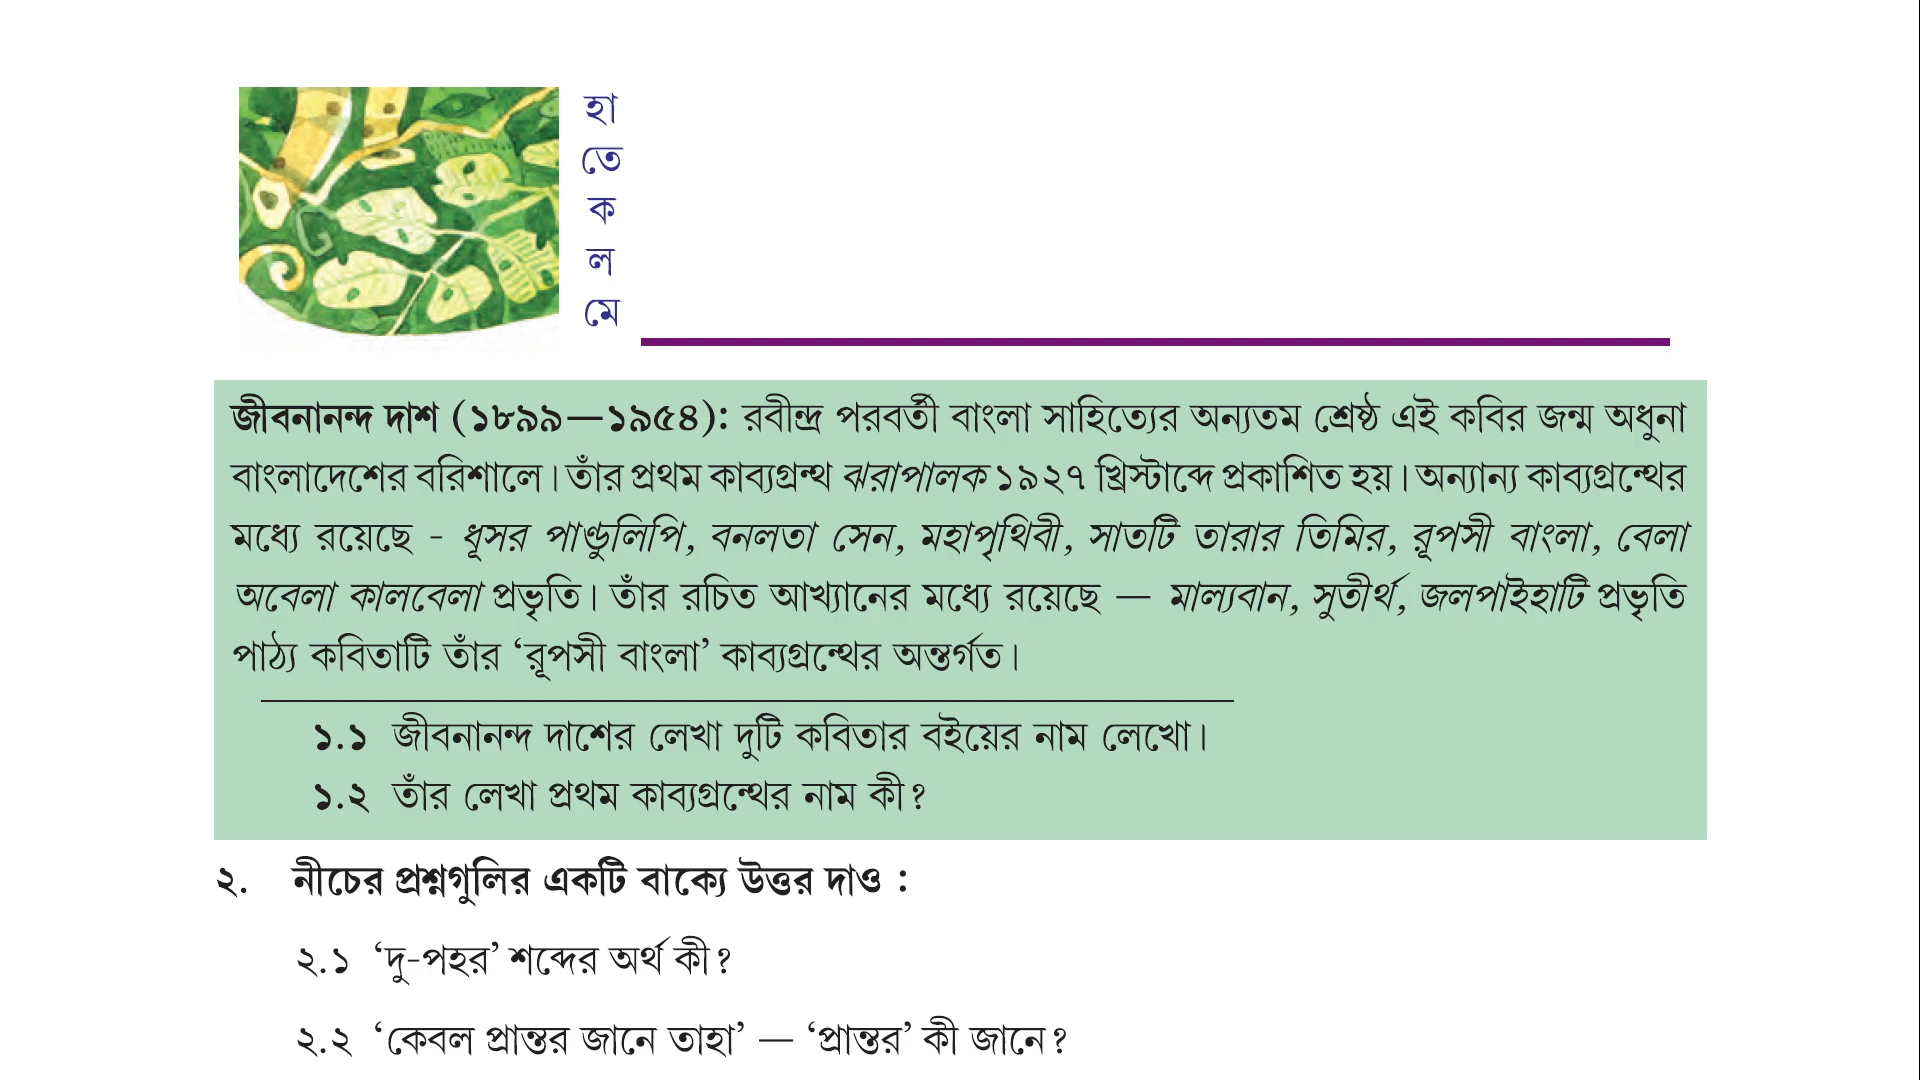 হা
তে
ক
ল
মে
জীবনানন্দ দাশ (১৮৯৯—১৯৫৪): রবীন্দ্র পরবর্তী বাংলা সাহিত্যের অন্যতম শ্রেষ্ঠ এই কবির জন্ম অধুনা
বাংলাদেশের বরিশালে। তাঁর প্রথম কাব্যগ্রন্থ ঝরাপালক ১৯২৭ খ্রিস্টাব্দে প্রকাশিত হয়। অন্যান্য কাব্যগ্রন্থের
মধ্যে রয়েছে - ধূসর পাণ্ডুলিপি, বনলতা সেন, মহাপৃথিবী, সাতটি তারার তিমির, রূপসী বাংলা, বেলা
অবেলা কালবেলা প্রভৃতি। তাঁর রচিত আখ্যানের মধ্যে রয়েছে — মাল্যবান, সুতীর্থ, জলপাইহাটি প্রভৃতি
পাঠ্য কবিতাটি তাঁর ‘রূপসী বাংলা’ কাব্যগ্রন্থের অন্তর্গত।
১.১ জীবনানন্দ দাশের লেখা দুটি কবিতার বইয়ের নাম লেখো।
১.২ তাঁর লেখা প্রথম কাব্যগ্রন্থের নাম কী?
২. নীচের প্রশ্নগুলির একটি বাক্যে উত্তর দাও :
২.১ ‘দু-পহর’ শব্দের অর্থ কী?
২.২ ‘কেবল প্রান্তর জানে তাহা’ — ‘প্রান্তর’ কী জানে?